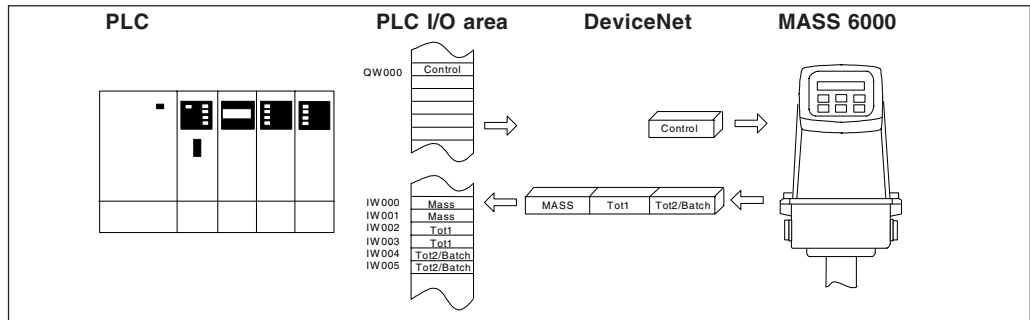 PLC PLC I/O area DeviceNet MASS 6000
QW000 Control
Control
IW000 Mass
IW001 Mass
IW002 Tot1
IW003 Tot1
IW004 Tot2/Batch
IW005 Tot2/Batch
MASS Tot1 Tot2/Batch